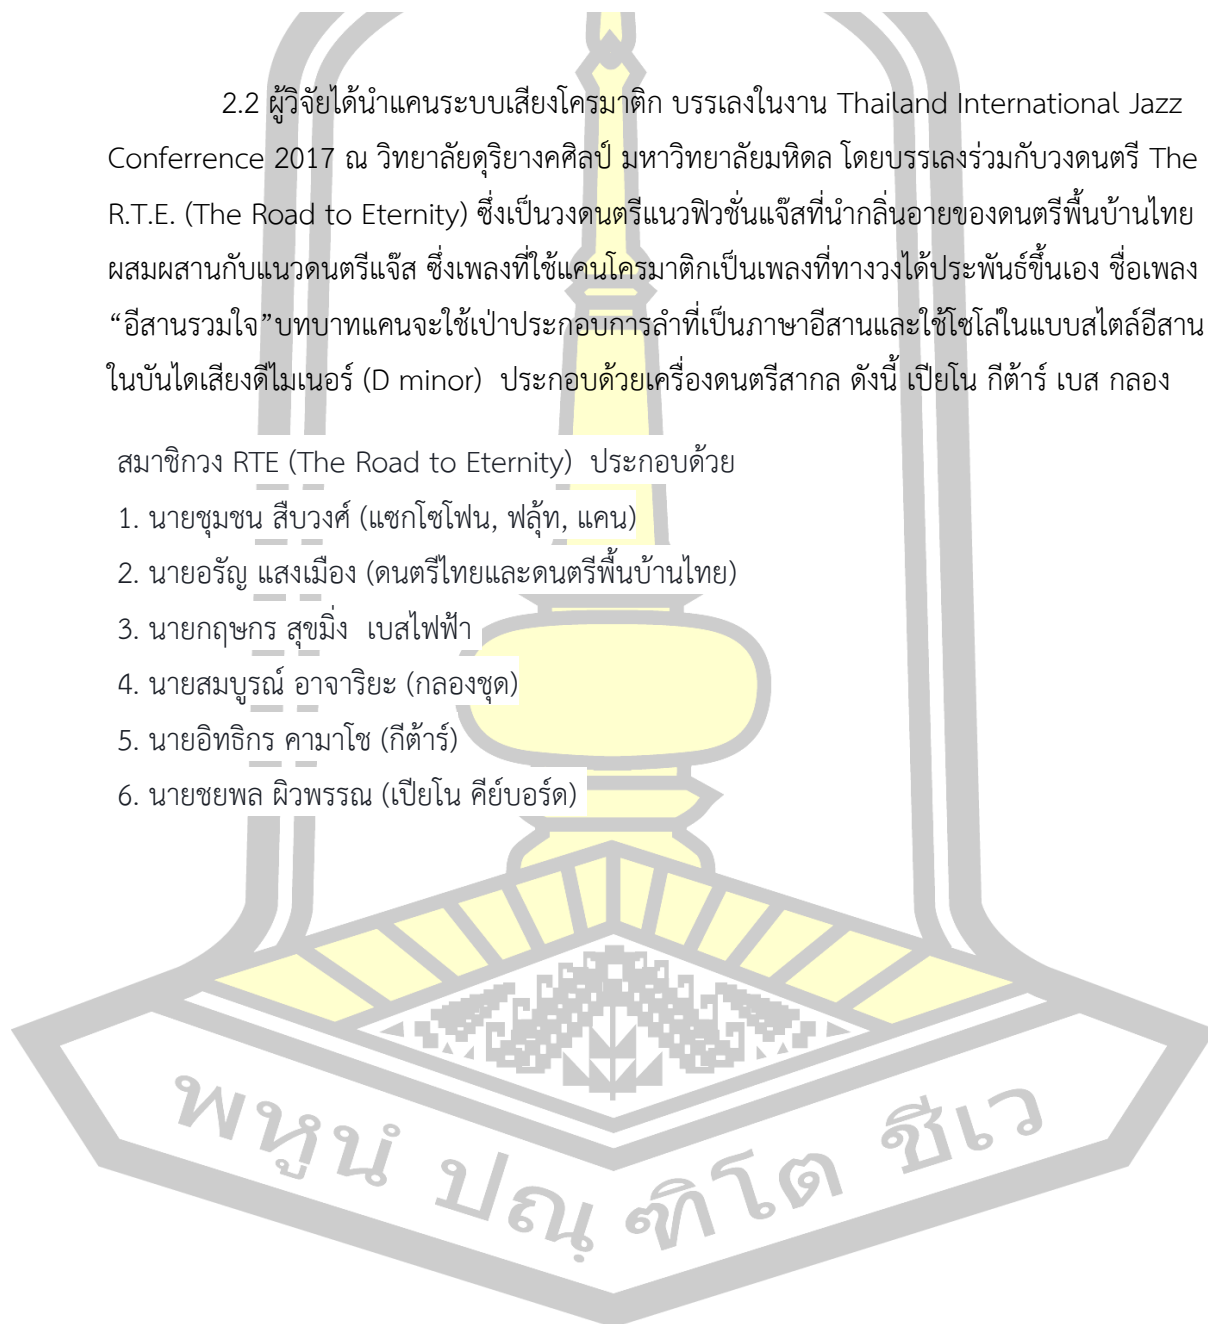 2.2 ผู้วิจัยได้นำแคนระบบเสียงโครมาติก บรรเลงในงาน Thailand International Jazz
Conferrence 2017 ณ วิทยาลัยดุริยางคศิลป์ มหาวิทยาลัยมหิดล โดยบรรเลงร่วมกับวงดนตรี The
R.T.E. (The Road to Eternity) ซึ่งเป็นวงดนตรีแนวฟิวชั่นแจ๊สที่นำกลิ่นอายของดนตรีพื้นบ้านไทย
ผสมผสานกับแนวดนตรีแจ๊ส ซึ่งเพลงที่ใช้แคนโครมาติกเป็นเพลงที่ทางวงได้ประพันธ์ขึ้นเอง ชื่อเพลง
“อีสานรวมใจ”บทบาทแคนจะใช้เป่าประกอบการลำที่เป็นภาษาอีสานและใช้โซโล่ในแบบสไตล์อีสาน
ในบันไดเสียงดีไมเนอร์ (D minor) ประกอบด้วยเครื่องดนตรีสากล ดังนี้ เปียโน กีต้าร์ เบส กลอง
สมาชิกวง RTE (The Road to Eternity) ประกอบด้วย
1. นายชุมชน สืบวงศ์ (แซกโซโฟน, ฟลุ้ท, แคน)
2. นายอรัญ แสงเมือง (ดนตรีไทยและดนตรีพื้นบ้านไทย)
3. นายกฤษกร สุขมิ่ง เบสไฟฟ้า
4. นายสมบูรณ์ อาจาริยะ (กลองชุด)
5. นายอิทธิกร คามาโช (กีต้าร์)
6. นายชยพล ผิวพรรณ (เปียโน คีย์บอร์ด)
พหูนํ ปณฺฑิโต ชีเว